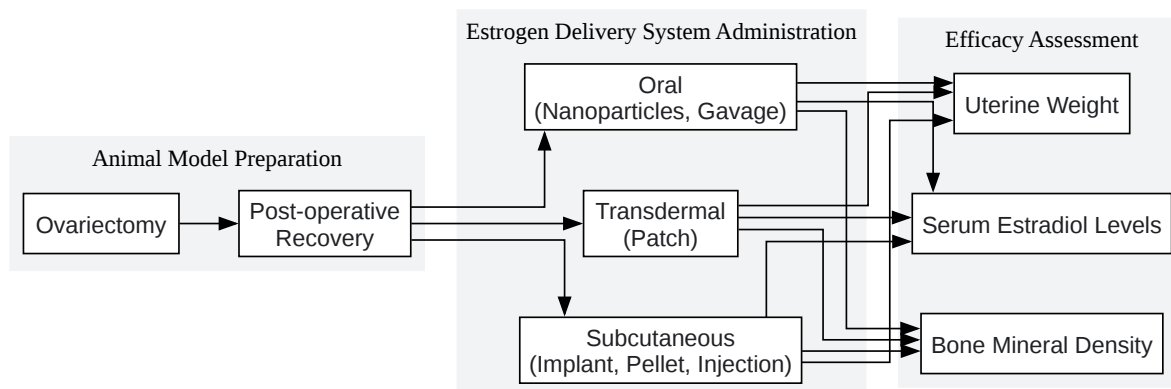 Animal Model Preparation
Ovariectomy
Post-operative
Recovery
Estrogen Delivery System Administration
Oral
(Nanoparticles, Gavage)
Transdermal
(Patch)
Subcutaneous
(Implant, Pellet, Injection)
Efficacy Assessment
Uterine Weight
Serum Estradiol Levels
Bone Mineral Density